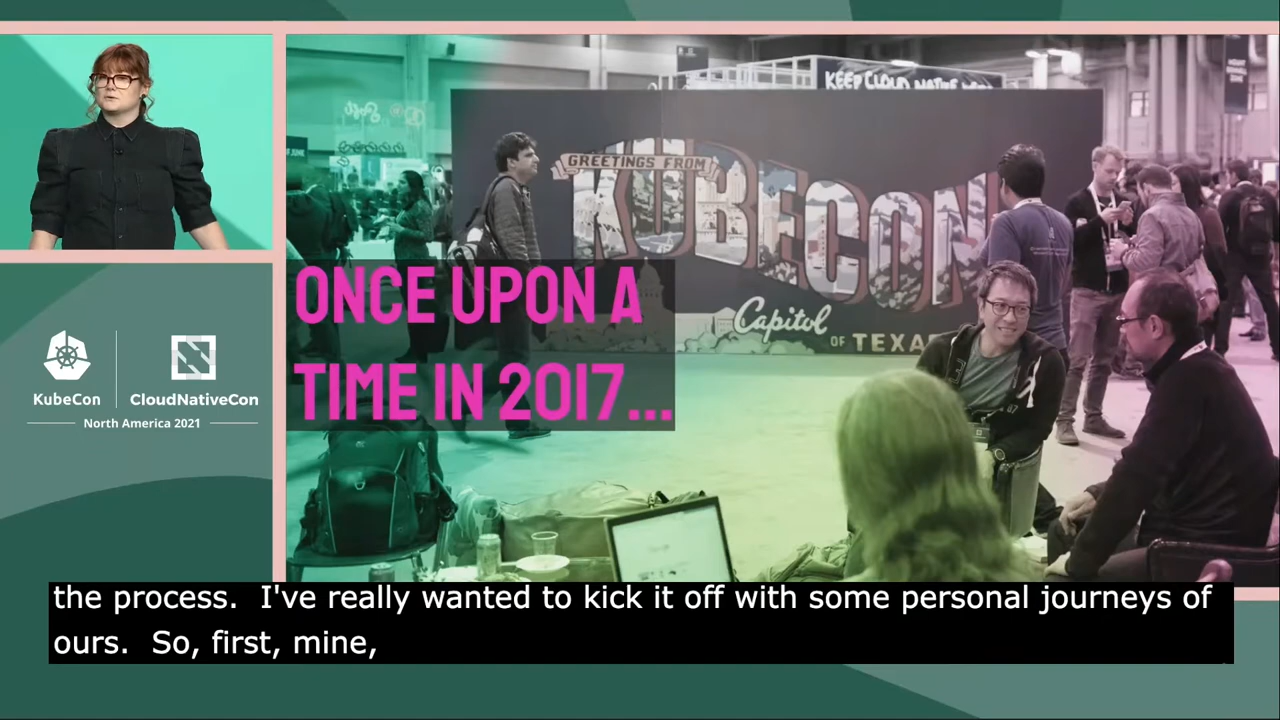 KEEP CLOUD NATIVE
GREETINGS FROM
KUBECON
Capitol
OF TEXAS
ONCE UPON A
TIME IN 2017...
KubeCon
CloudNativeCon
North America 2021
the process.  I've really wanted to kick it off with some personal journeys of
ours.  So, first, mine,